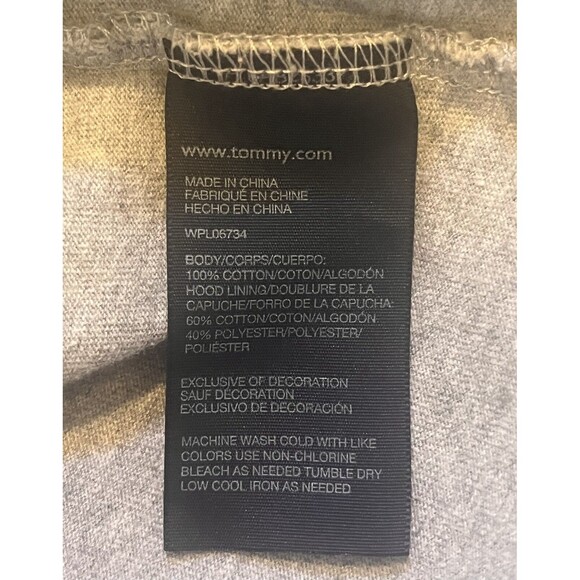 www.tommy.com
MADE IN CHINA
FABRIQUÉ EN CHINE
HECHO EN CHINA
WPL06734
BODY/CORPS/CUERPO:
100% COTTON/COTON/ALGODÓN
HOOD LINING/DOUBLURE DE LA
CAPUCHE/FORRO DE LA CAPUCHA:
60% COTTON/COTON/ALGODÓN
40% POLYESTER/POLYESTER/
POLIÉSTER
EXCLUSIVE OF DECORATION
SAUF DÉCORATION
EXCLUSIVO DE DECORACIÓN
MACHINE WASH COLD WITH LIKE
COLORS USE NON-CHLORINE
BLEACH AS NEEDED TUMBLE DRY
LOW COOL IRON AS NEEDED